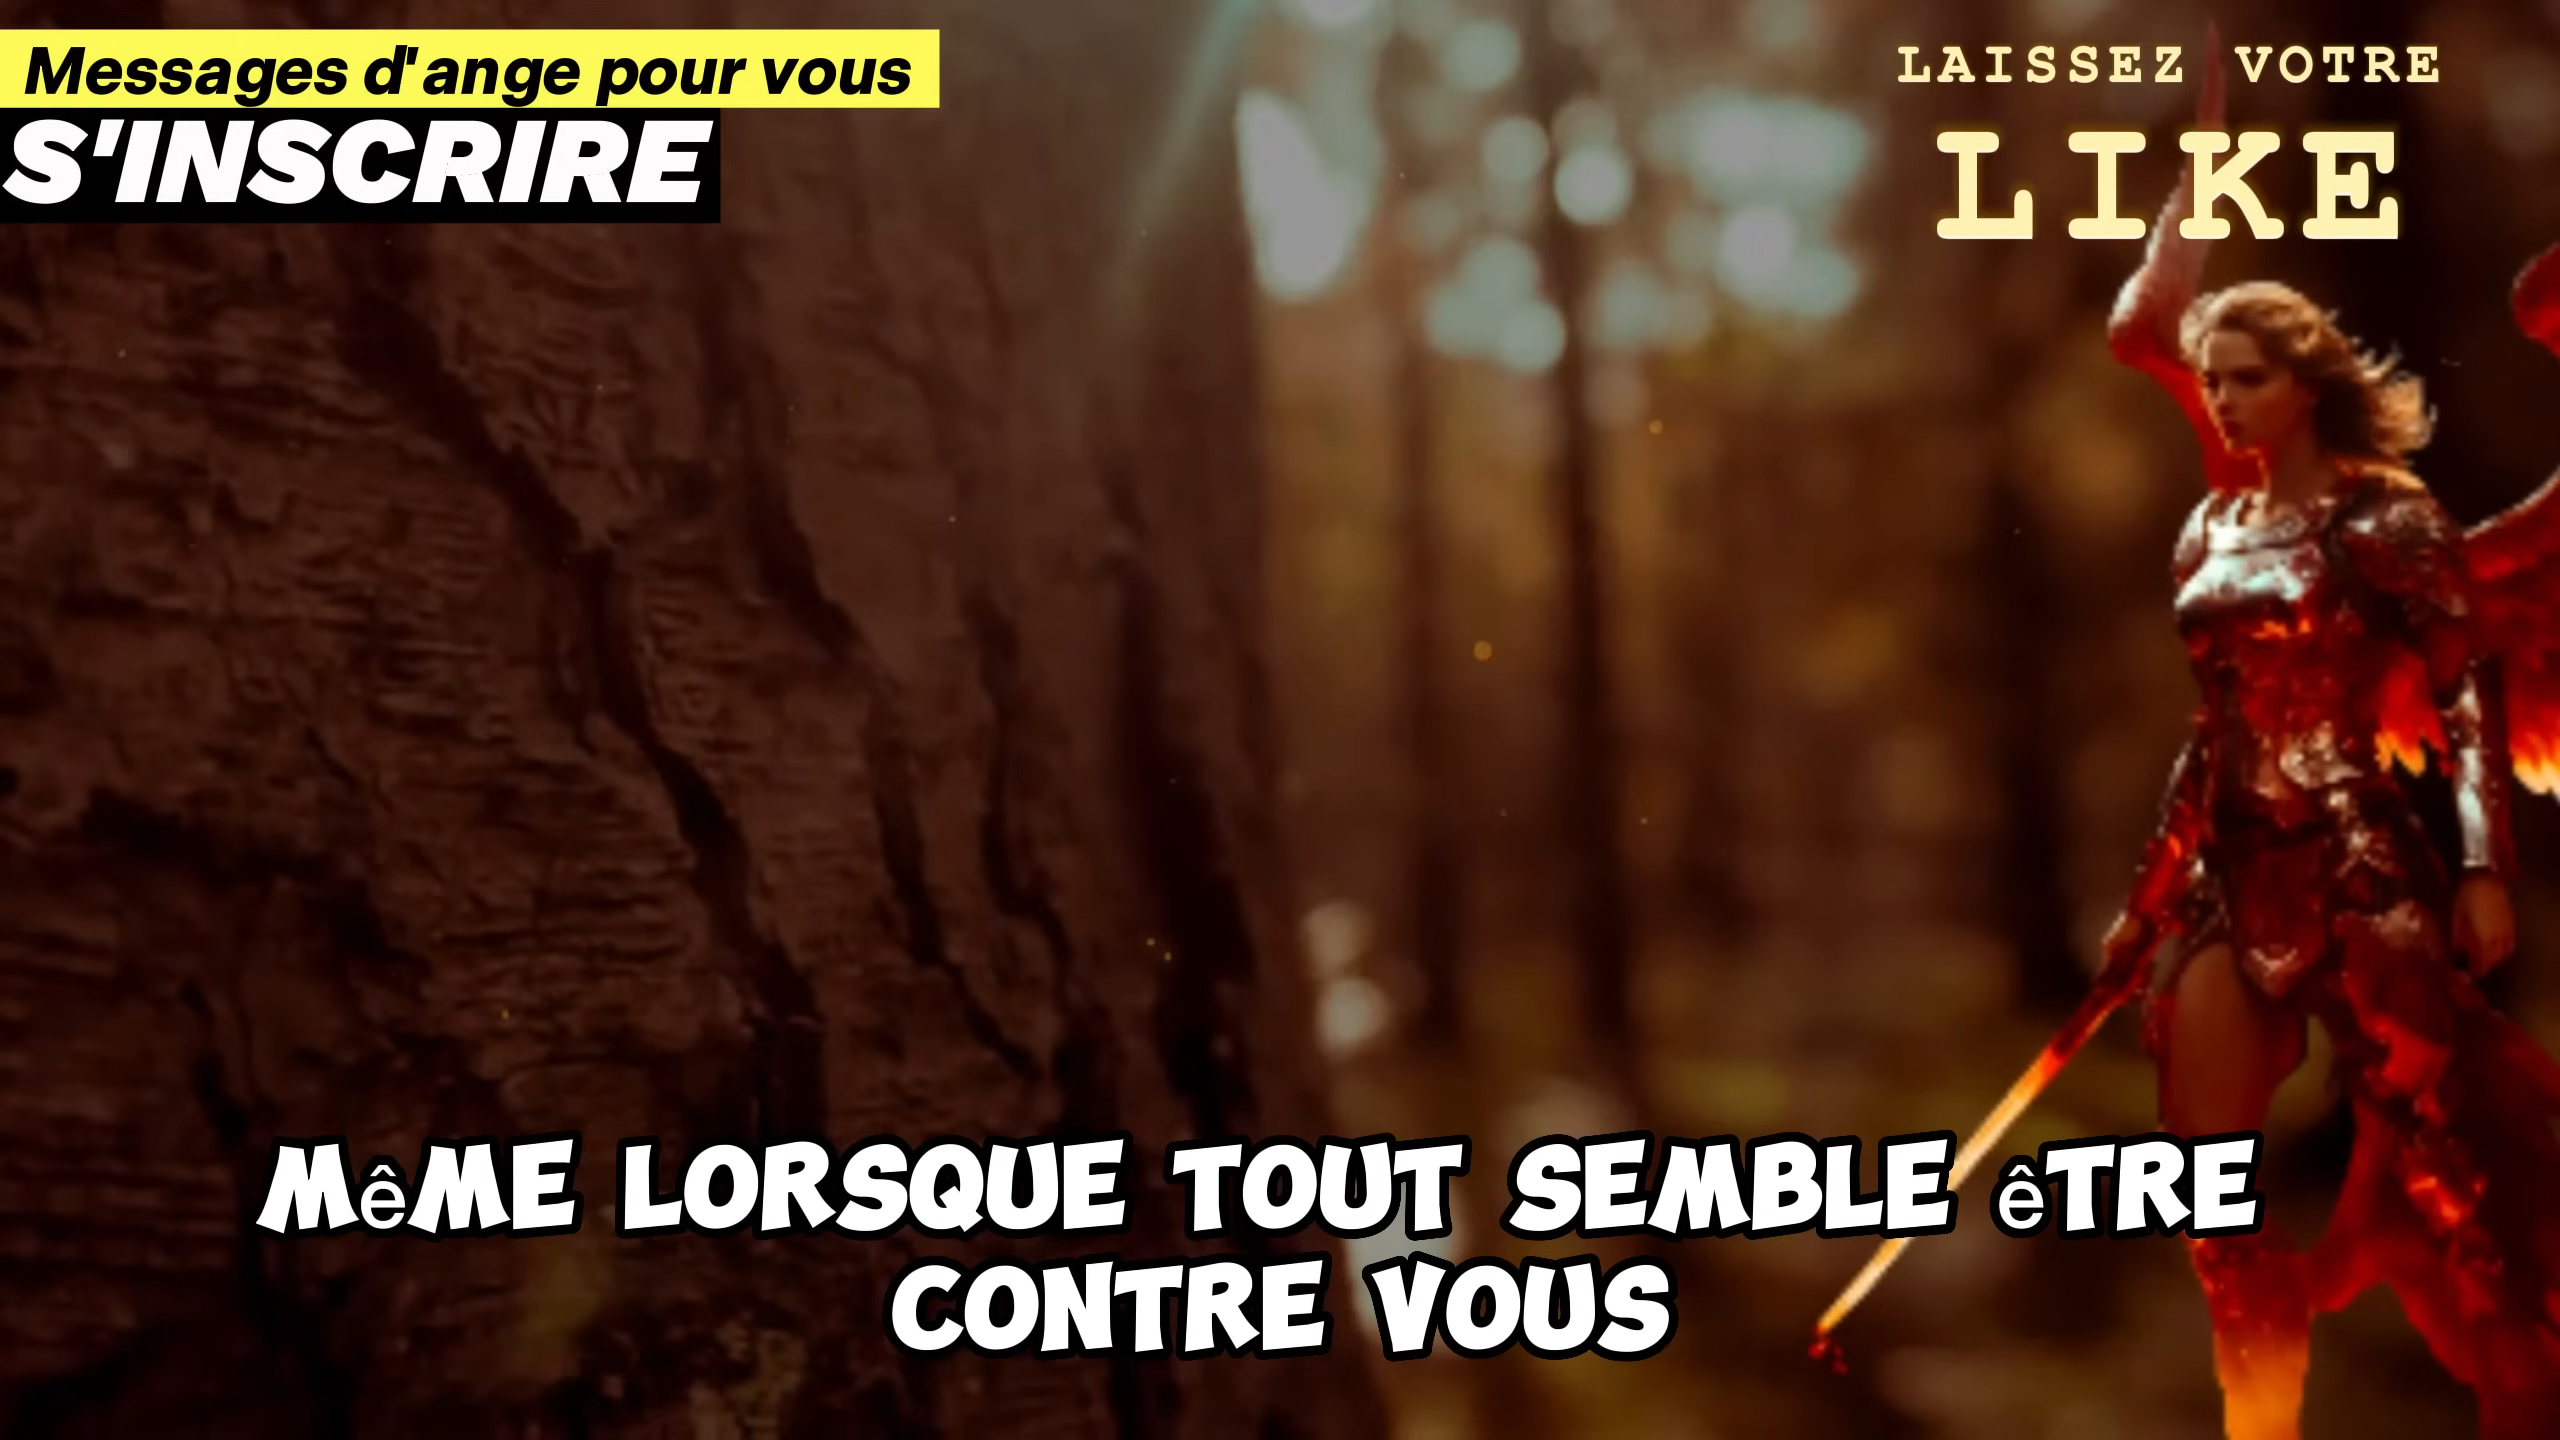 Messages d'ange pour vous
S'INSCRIRE
LAISSEZ VOTRE
LIKE
MêME LORSQUE TOUT SEMBLE êTRE
CONTRE VOUS